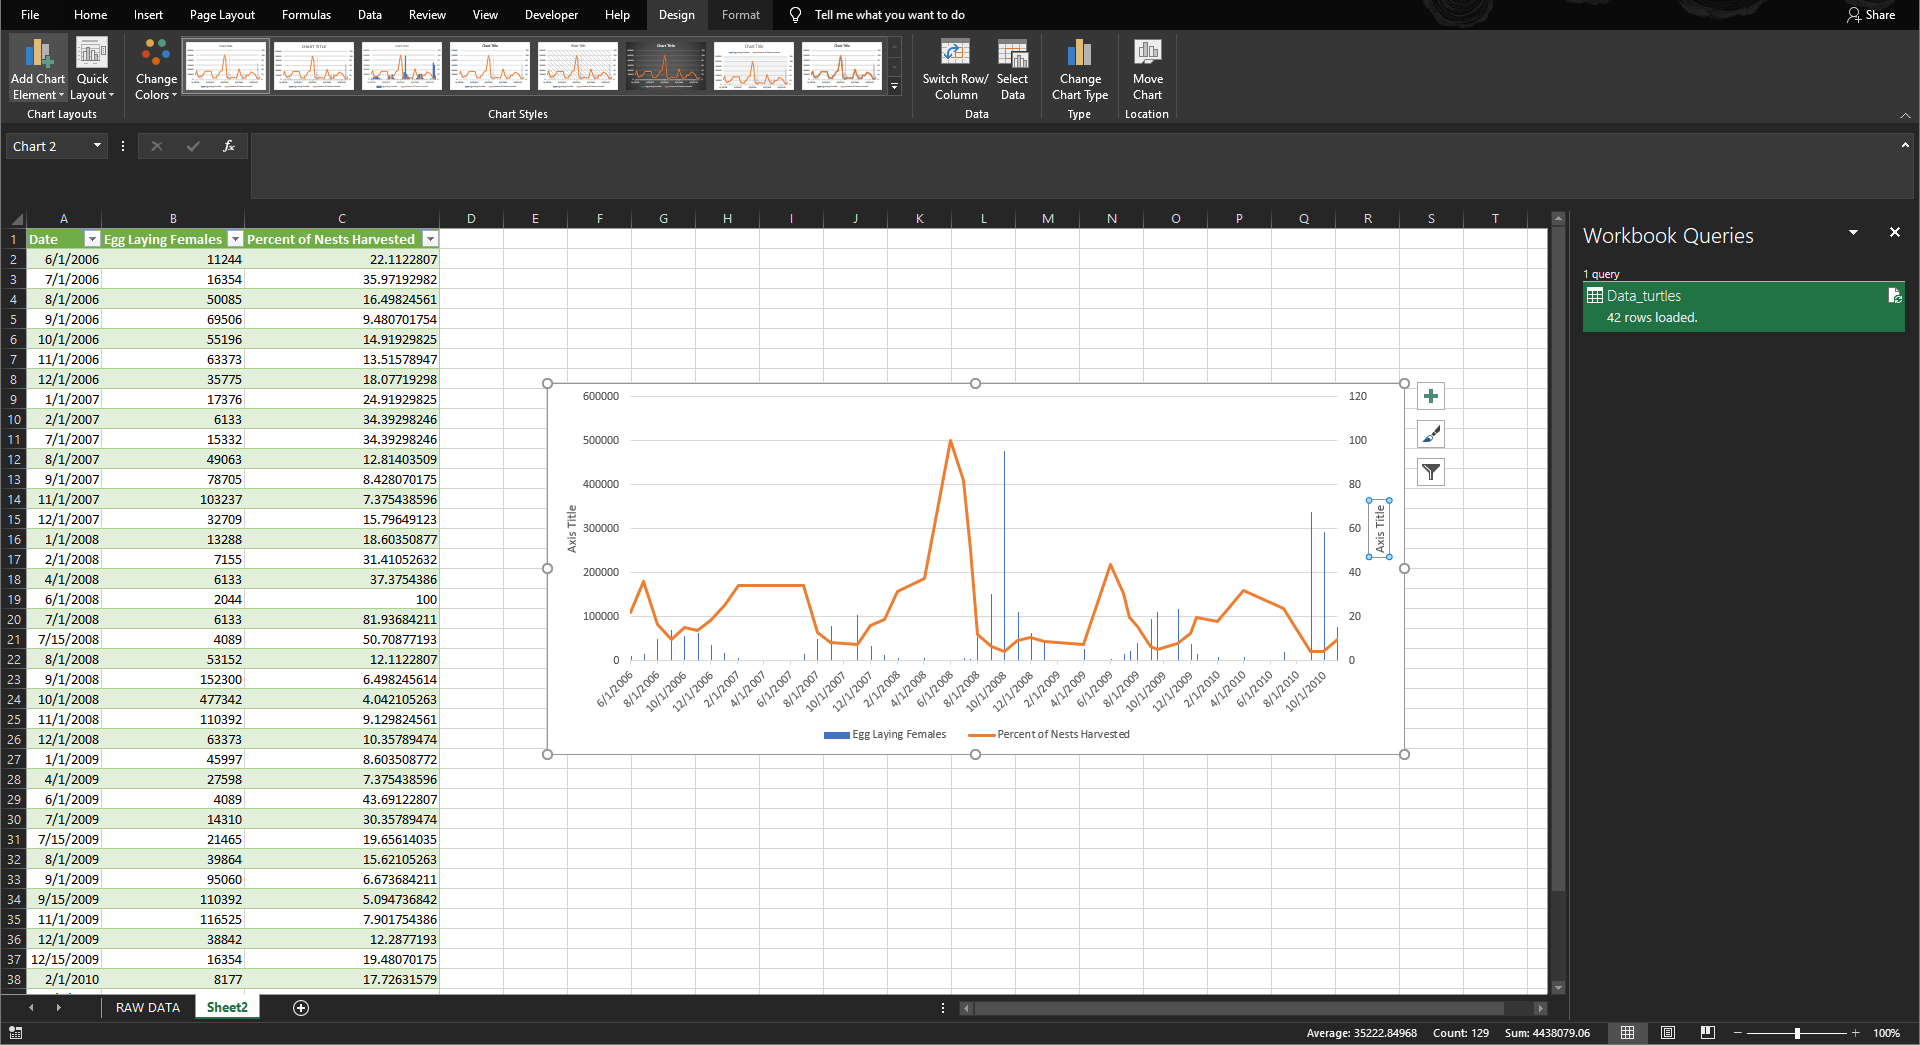 File Home Insert Page Layout Formulas Data Review View Developer Help Design Format Tell me what you want to do Share
Add Chart Element
Quick Layout
Chart Layouts
Change Colors
Chart Styles
Switch Row/ Column
Select Data
Data
Change Chart Type
Type
Move Chart
Location
Chart 2
fx
A B C D E F G H I J K L M N O P Q R S T
1 Date Egg Laying Females Percent of Nests Harvested
2 6/1/2006 11244 22.1122807
3 7/1/2006 16354 35.97192982
4 8/1/2006 50085 16.49824561
5 9/1/2006 69506 9.480701754
6 10/1/2006 55196 14.91929825
7 11/1/2006 63373 13.51578947
8 12/1/2006 35775 18.07719298
9 1/1/2007 17376 24.91929825
10 2/1/2007 6133 34.39298246
11 7/1/2007 15332 34.39298246
12 8/1/2007 49063 12.81403509
13 9/1/2007 78705 8.428070175
14 11/1/2007 103237 7.375438596
15 12/1/2007 32709 15.79649123
16 1/1/2008 13288 18.60350877
17 2/1/2008 7155 31.41052632
18 4/1/2008 6133 37.3754386
19 6/1/2008 2044 100
20 7/1/2008 6133 81.93684211
21 7/15/2008 4089 50.70877193
22 8/1/2008 53152 12.1122807
23 9/1/2008 152300 6.498245614
24 10/1/2008 477342 4.042105263
25 11/1/2008 110392 9.129824561
26 12/1/2008 63373 10.35789474
27 1/1/2009 45997 8.603508772
28 4/1/2009 27598 7.375438596
29 6/1/2009 4089 43.69122807
30 7/1/2009 14310 30.35789474
31 7/15/2009 21465 19.65614035
32 8/1/2009 39864 15.62105263
33 9/1/2009 95060 6.673684211
34 9/15/2009 110392 5.094736842
35 11/1/2009 116525 7.901754386
36 12/1/2009 38842 12.2877193
37 12/15/2009 16354 19.48070175
38 2/1/2010 8177 17.72631579
600000 120
500000 100
400000 80
300000 60
200000 40
100000 20
0 0
Axis Title
Axis Title
6/1/2006 8/1/2006 10/1/2006 12/1/2006 2/1/2007 4/1/2007 6/1/2007 8/1/2007 10/1/2007 12/1/2007 2/1/2008 4/1/2008 6/1/2008 8/1/2008 10/1/2008 12/1/2008 2/1/2009 4/1/2009 6/1/2009 8/1/2009 10/1/2009 12/1/2009 2/1/2010 4/1/2010 6/1/2010 8/1/2010 10/1/2010
Egg Laying Females Percent of Nests Harvested
Workbook Queries
1 query
Data_turtles
42 rows loaded.
RAW DATA Sheet2
Average: 35222.84968 Count: 129 Sum: 4438079.06 100%